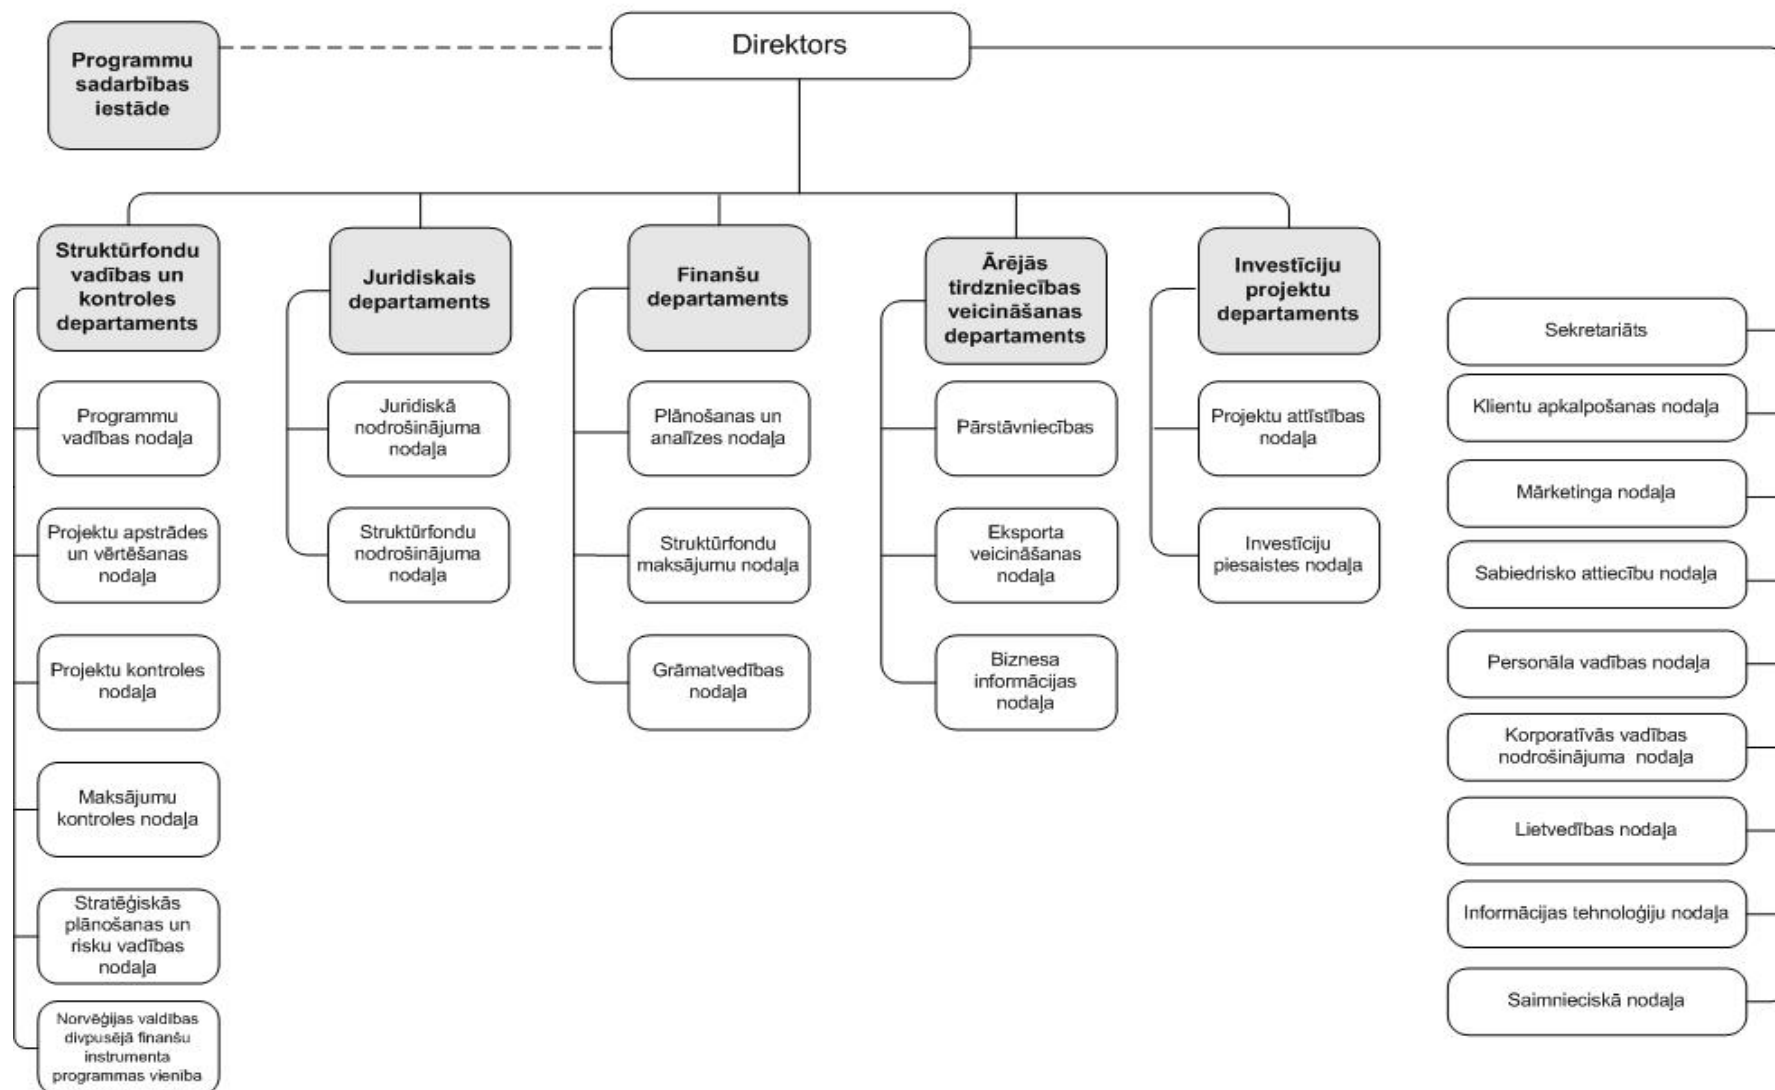 Programmu
sadarbības
iestāde
Direktors
Struktūrfondu
vadības un
kontroles
departaments
Programmu
vadības nodaļa
Projektu apstrādes
un vērtēšanas
nodaļa
Projektu kontroles
nodaļa
Maksājumu
kontroles nodaļa
Stratēģiskās
plānošanas un
risku vadības
nodaļa
Norvēģijas valdības
divpusējā finanšu
instrumenta
programmas vienība
Juridiskais
departaments
Juridiskā
nodrošinājuma
nodaļa
Struktūrfondu
nodrošinājuma
nodaļa
Finanšu
departaments
Plānošanas un
analīzes nodaļa
Struktūrfondu
maksājumu nodaļa
Grāmatvedības
nodaļa
Ārējās
tirdzniecības
veicināšanas
departaments
Pārstāvniecības
Eksporta
veicināšanas
nodaļa
Biznesa
informācijas
nodaļa
Investīciju
projektu
departaments
Projektu attīstības
nodaļa
Investīciju
piesaistes nodaļa
Sekretariāts
Klientu apkalpošanas nodaļa
Mārketinga nodaļa
Sabiedrisko attiecību nodaļa
Personāla vadības nodaļa
Korporatīvās vadības
nodrošinājuma nodaļa
Lietvedības nodaļa
Informācijas tehnoloģiju nodaļa
Saimnieciskā nodaļa